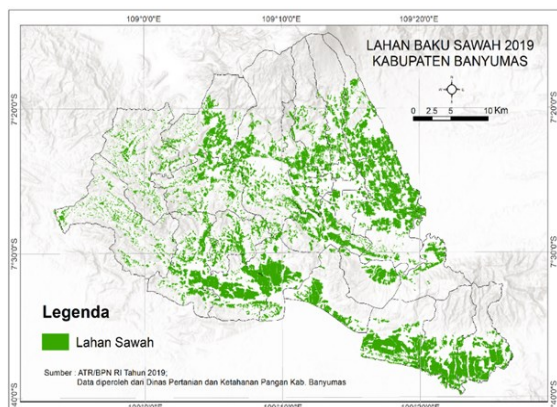 109°0'0"E 109°10'0"E 109°20'0"E
LAHAN BAKU SAWAH 2019
KABUPATEN BANYUMAS
0 2.5 5 10 Km
7°20'0"S 7°20'0"S
7°30'0"S 7°30'0"S
Legenda
Lahan Sawah
Sumber : ATR/BPN RI Tahun 2019;
Data diperoleh dari Dinas Pertanian dan Ketahanan Pangan Kab. Banyumas